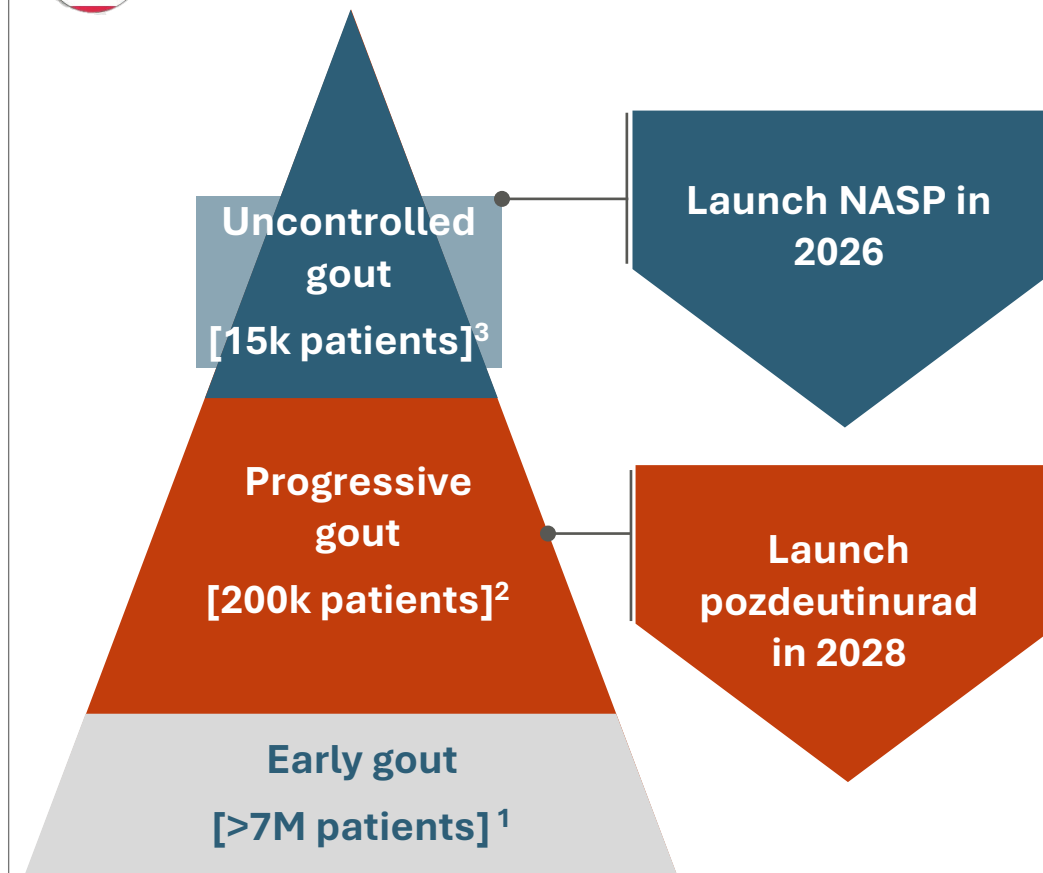 Uncontrolled
gout
[15k patients]³
Launch NASP in
2026
Progressive
gout
[200k patients]²
Launch
pozdeutinurad
in 2028
Early gout
[>7M patients] ¹